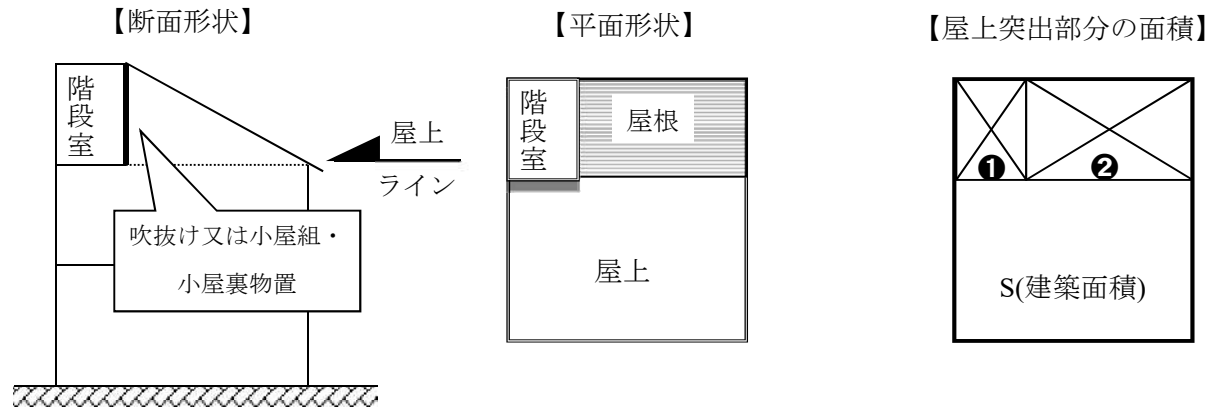 【断面形状】
階段室
屋上
ライン
吹抜け又は小屋組・
小屋裏物置
【平面形状】
階段室
屋根
屋上
【屋上突出部分の面積】
❶
❷
S(建築面積)